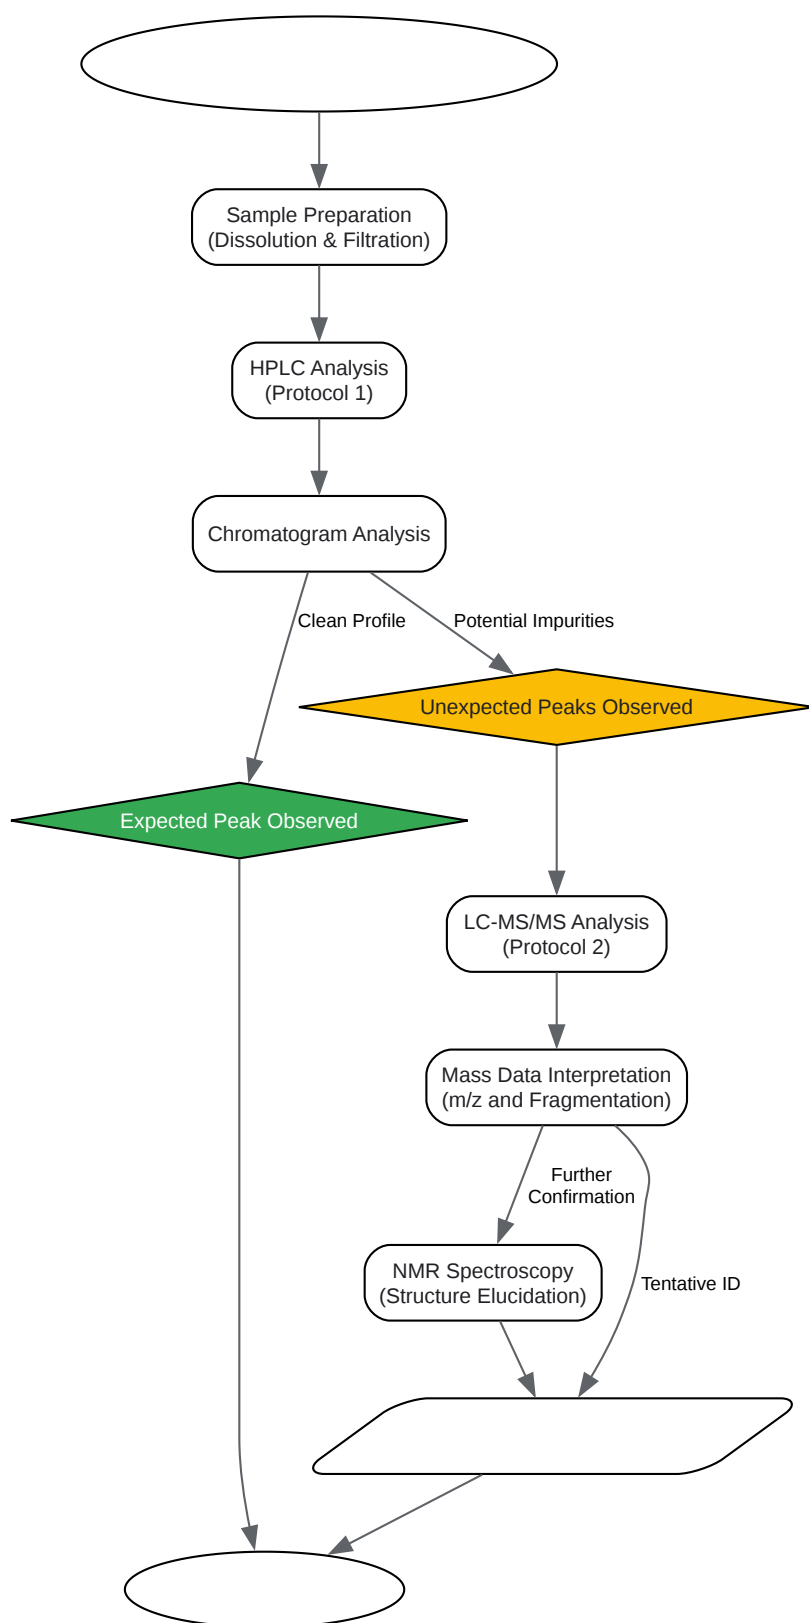 Sample Preparation
(Dissolution & Filtration)
HPLC Analysis
(Protocol 1)
Chromatogram Analysis
Clean Profile
Potential Impurities
Unexpected Peaks Observed
Expected Peak Observed
LC-MS/MS Analysis
(Protocol 2)
Mass Data Interpretation
(m/z and Fragmentation)
Further
Confirmation
NMR Spectroscopy
(Structure Elucidation)
Tentative ID